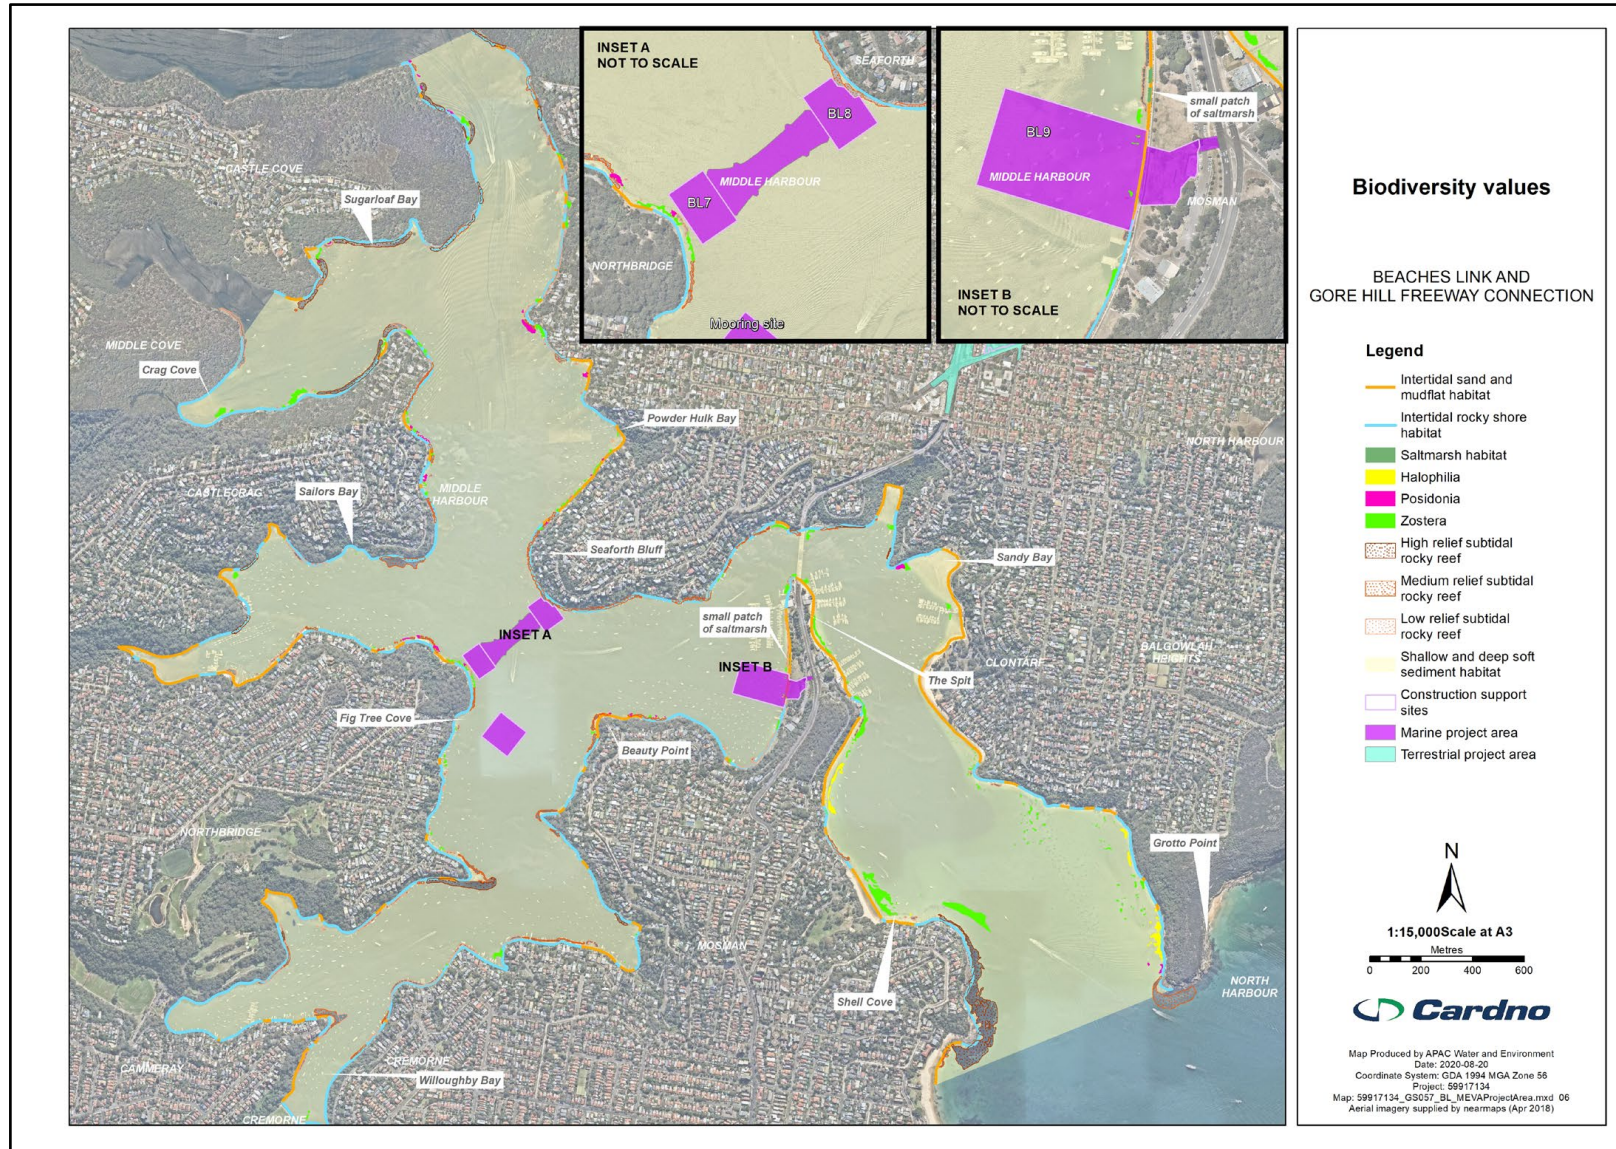 INSET A
NOT TO SCALE
SEAFORTH
BL8
MIDDLE HARBOUR
BL7
NORTHBRIDGE
Mooring site
small patch
of saltmarsh
BL9
MIDDLE HARBOUR
MOSMAN
INSET B
NOT TO SCALE
CASTLE COVE
Sugarloaf Bay
MIDDLE COVE
Crag Cove
Powder Hulk Bay
NORTH HARBOUR
CASTLECRAG
Sailors Bay
MIDDLE
HARBOUR
Seaforth Bluff
Sandy Bay
small patch
of saltmarsh
INSET A
INSET B
CLONTARF
BALGOWLAH
HEIGHTS
The Spit
Fig Tree Cove
Beauty Point
NORTHBRIDGE
Grotto Point
MOSMAN
Shell Cove
NORTH
HARBOUR
CAMMERAY
CREMORNE
Willoughby Bay
CREMORNE
Biodiversity values
BEACHES LINK AND
GORE HILL FREEWAY CONNECTION
Legend
Intertidal sand and
mudflat habitat
Intertidal rocky shore
habitat
Saltmarsh habitat
Halophilia
Posidonia
Zostera
High relief subtidal
rocky reef
Medium relief subtidal
rocky reef
Low relief subtidal
rocky reef
Shallow and deep soft
sediment habitat
Construction support
sites
Marine project area
Terrestrial project area
N
1:15,000Scale at A3
Metres
0 200 400 600
Cardno
Map Produced by APAC Water and Environment
Date: 2020-08-20
Coordinate System: GDA 1994 MGA Zone 56
Project: 59917134
Map: 59917134_GS057_BL_MEVAProjectArea.mxd 06
Aerial imagery supplied by nearmaps (Apr 2018)